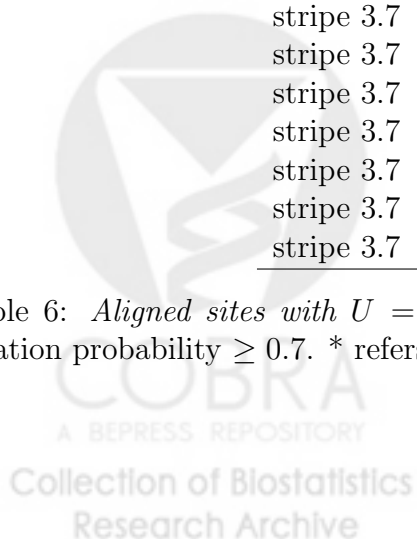 stripe 3.7
stripe 3.7
stripe 3.7
stripe 3.7
stripe 3.7
stripe 3.7
stripe 3.7
ble 6: Aligned sites with U =
ation probability ≥ 0.7. * refers
COBRA
A BEPRESS REPOSITORY
Collection of Biostatistics
Research Archive